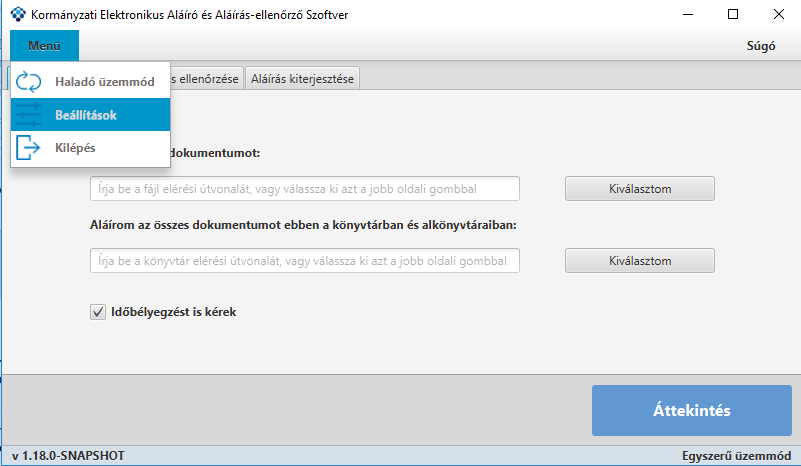 Kormányzati Elektronikus Aláíró és Aláírás-ellenőrző Szoftver
Menü
Súgó
Haladó üzemmód
Beállítások
Kilépés
s ellenőrzése
Aláírás kiterjesztése
dokumentumot:
Írja be a fájl elérési útvonalát, vagy válassza ki azt a jobb oldali gombbal
Kiválasztom
Aláírom az összes dokumentumot ebben a könyvtárban és alkönyvtáraiban:
Írja be a könyvtár elérési útvonalát, vagy válassza ki azt a jobb oldali gombbal
Kiválasztom
Időbélyegzést is kérek
Áttekintés
v 1.18.0-SNAPSHOT
Egyszerű üzemmód